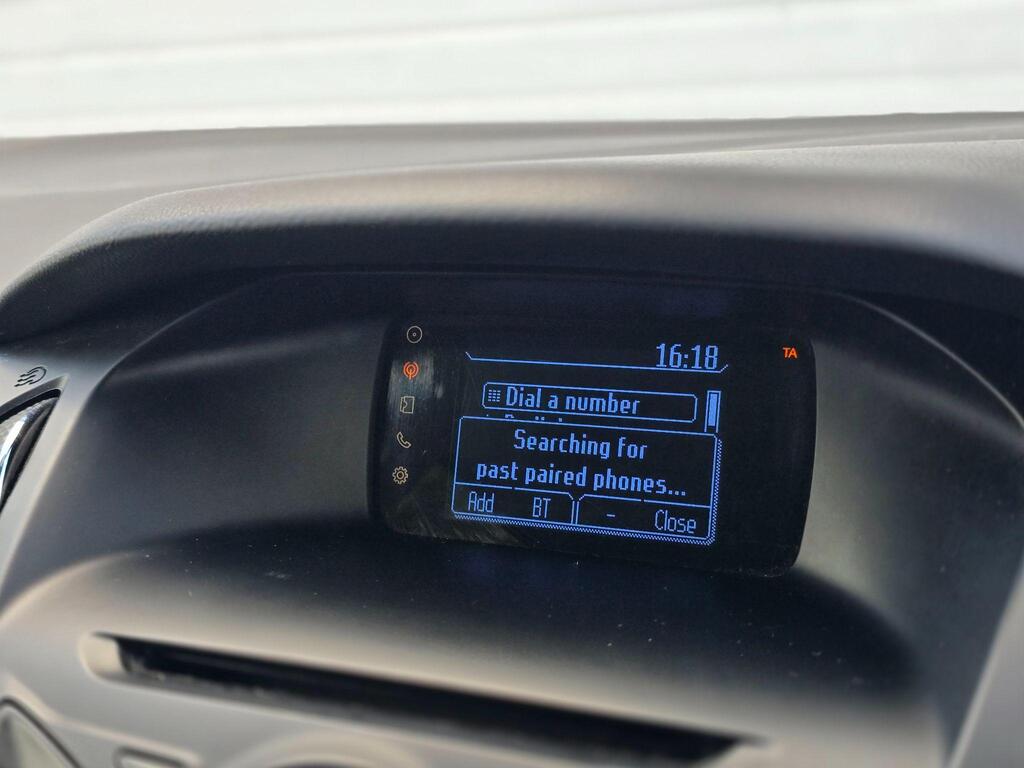 16:18
TA
Dial a number
Searching for
past paired phones...
Add BT - Close